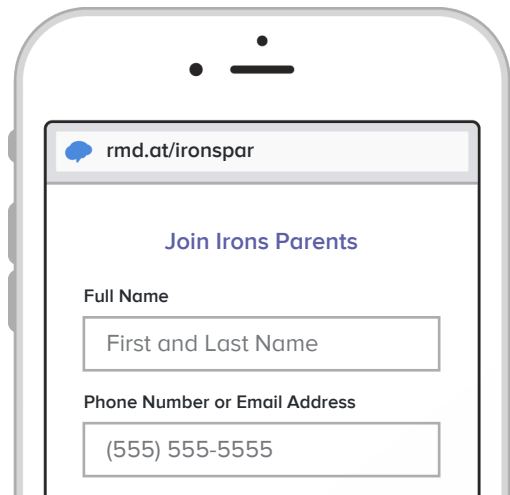 rmd.at/ironspar
Join Irons Parents
Full Name
First and Last Name
Phone Number or Email Address
(555) 555-5555